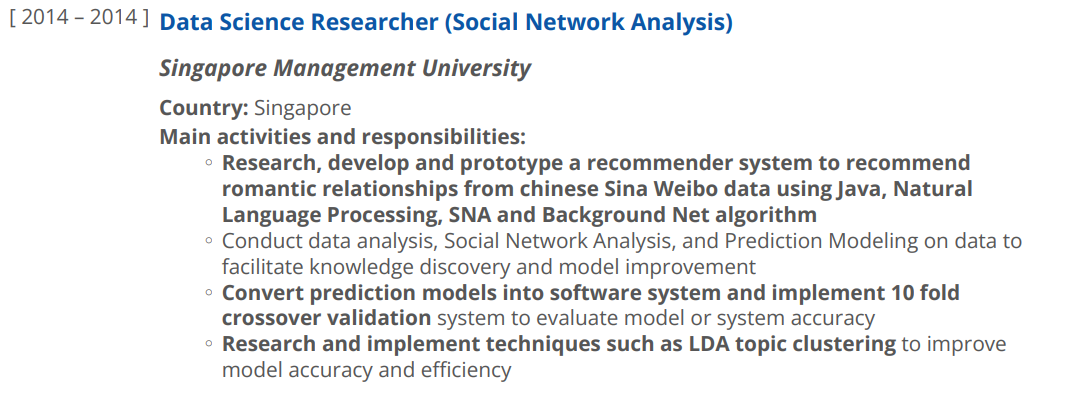 [ 2014 – 2014 ] Data Science Researcher (Social Network Analysis)
Singapore Management University
Country: Singapore
Main activities and responsibilities:
◦ Research, develop and prototype a recommender system to recommend
romantic relationships from chinese Sina Weibo data using Java, Natural
Language Processing, SNA and Background Net algorithm
◦ Conduct data analysis, Social Network Analysis, and Prediction Modeling on data to
facilitate knowledge discovery and model improvement
◦ Convert prediction models into software system and implement 10 fold
crossover validation system to evaluate model or system accuracy
◦ Research and implement techniques such as LDA topic clustering to improve
model accuracy and efficiency